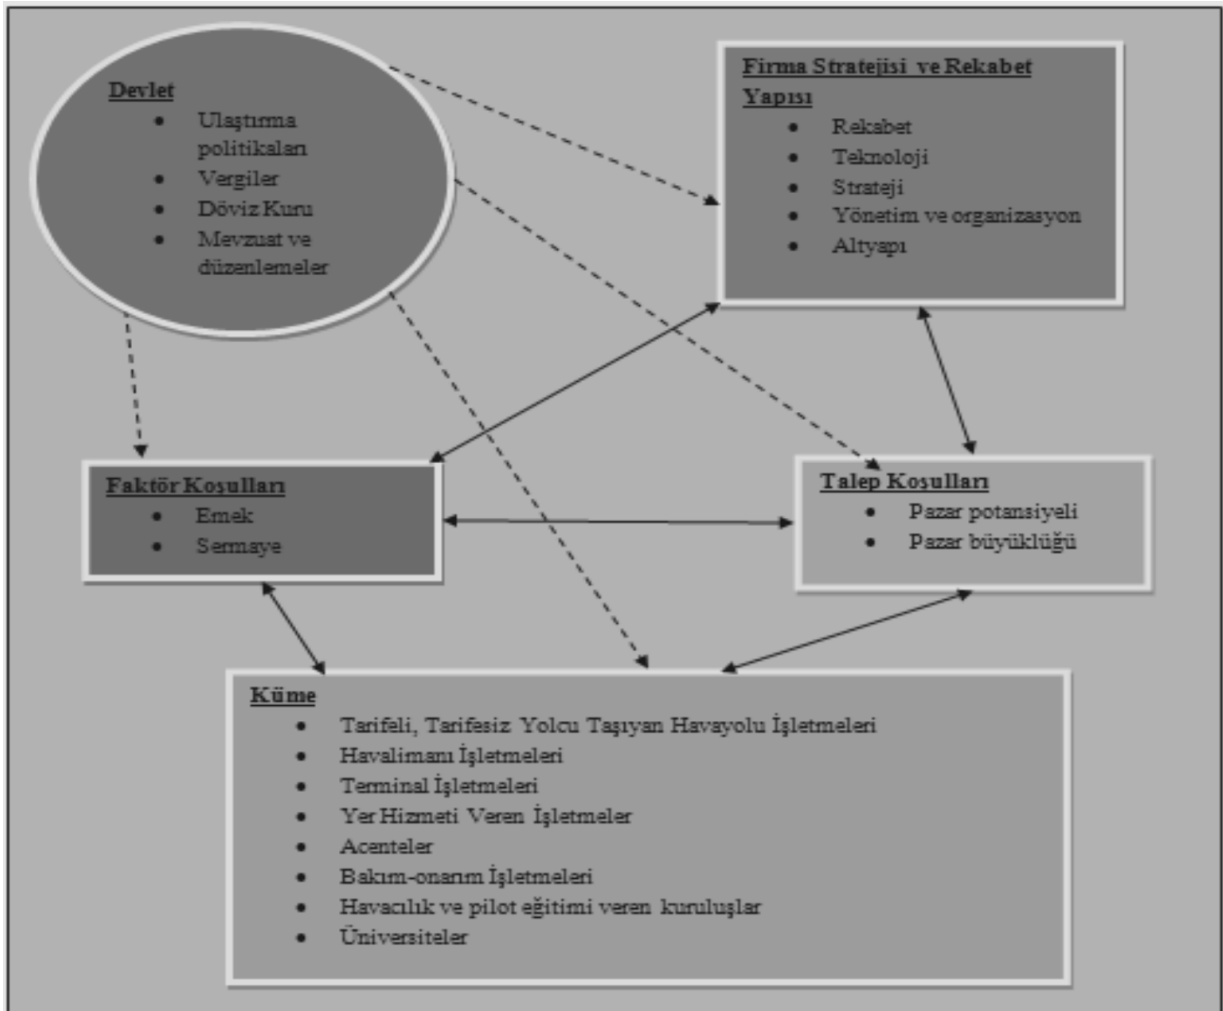 Devlet
• Ulaştırma
politikaları
• Vergiler
• Döviz Kuru
• Mevzuat ve
düzenlemeler
Firma Stratejisi ve Rekabet
Yapısı
• Rekabet
• Teknoloji
• Strateji
• Yönetim ve organizasyon
• Altyapı
Faktör Koşulları
• Emek
• Sermaye
Talep Koşulları
• Pazar potansiyeli
• Pazar büyüklüğü
Küme
• Tarifeli, Tarifesiz Yolcu Taşıyan Havayolu İşletmeleri
• Havalimanı İşletmeleri
• Terminal İşletmeleri
• Yer Hizmeti Veren İşletmeler
• Acenteler
• Bakım-onarım İşletmeleri
• Havacılık ve pilot eğitimi veren kuruluşlar
• Üniversiteler